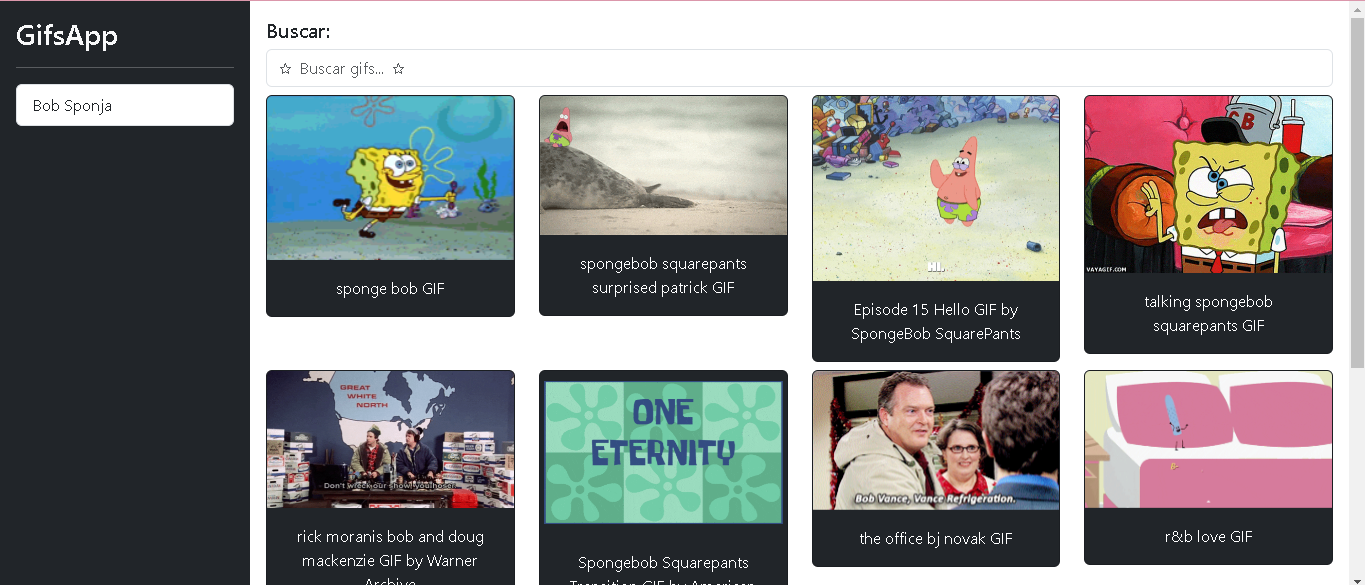 GifsApp
Bob Sponja
Buscar:
☆ Buscar gifs... ☆
sponge bob GIF
spongebob squarepants
surprised patrick GIF
HI.
Episode 15 Hello GIF by
SpongeBob SquarePants
CB
VAYAGIF.COM
talking spongebob
squarepants GIF
GREAT
WHITE
NORTH
Don't wreck our show, you hoser.
rick moranis bob and doug
mackenzie GIF by Warner
Archive
ONE
ETERNITY
Spongebob Squarepants
Transition GIF by American
Bob Vance, Vance Refrigeration.
the office bj novak GIF
r&b love GIF